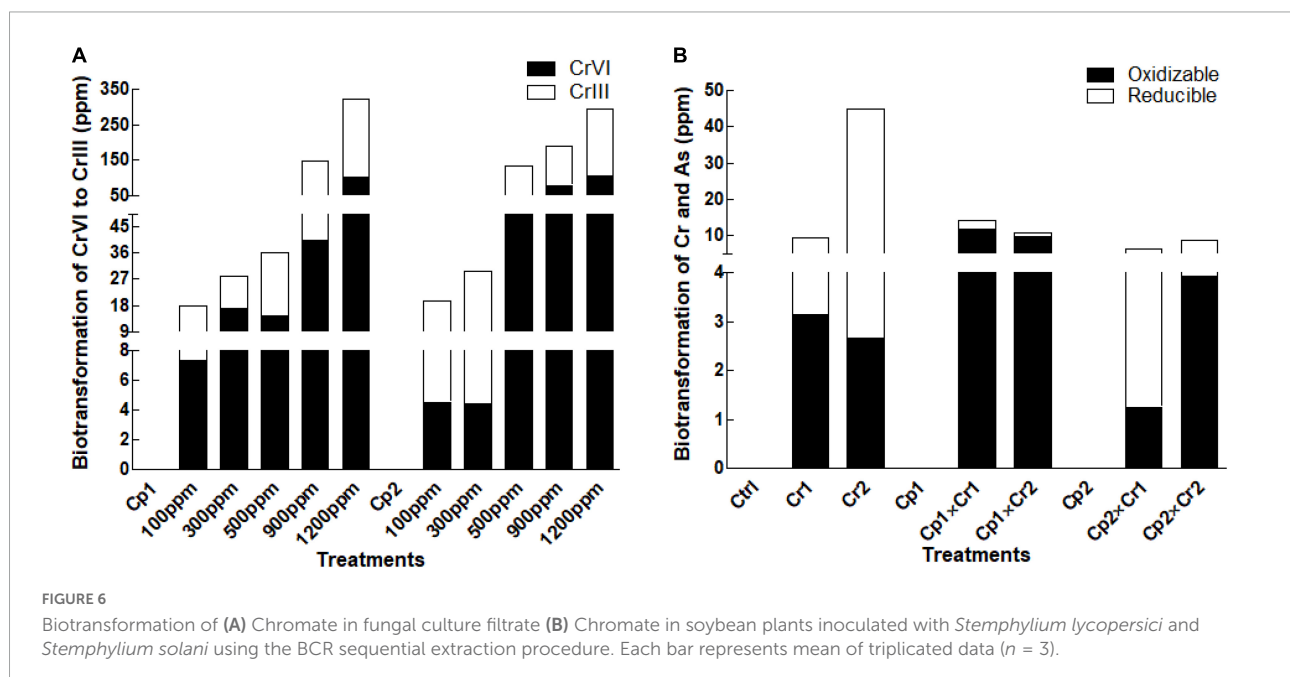 A
CrVI
CrIII
Biotransformation of CrVI to CrIII (ppm)
350
250
150
50
45
36
27
18
9
8
6
4
2
0
Cp1
100ppm
300ppm
500ppm
900ppm
1200ppm
Cp2
100ppm
300ppm
500ppm
900ppm
1200ppm
Treatments
B
Oxidizable
Reducible
Biotransformation of Cr and As (ppm)
50
40
30
20
10
4
3
2
1
0
Ctrl
Cr1
Cr2
Cp1
Cp1×Cr1
Cp1×Cr2
Cp2
Cp2×Cr1
Cp2×Cr2
Treatments
FIGURE 6
Biotransformation of (A) Chromate in fungal culture filtrate (B) Chromate in soybean plants inoculated with Stemphylium lycopersici and
Stemphylium solani using the BCR sequential extraction procedure. Each bar represents mean of triplicated data (n = 3).